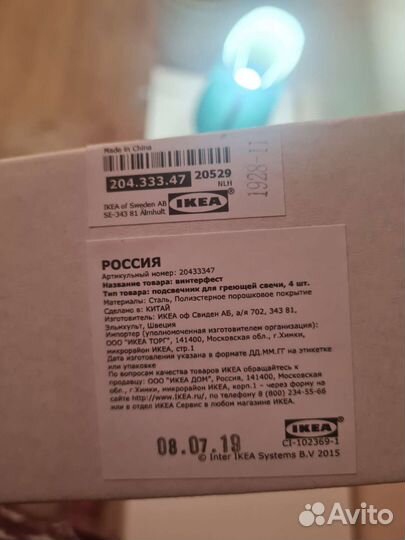 Made in China
204.333.47 20529
NLH
IKEA of Sweden AB
SE-343 81 Älmhult
IKEA
1928-11
РОССИЯ
Артикульный номер: 20433347
Название товара: винтерфест
Тип товара: подсвечник для греющей свечи, 4 шт.
Материалы: Сталь, Полиэстерное порошковое покрытие
Сделано в: КИТАЙ
Изготовитель: ИКЕА оф Свиден АБ, а/я 702, 343 81,
Эльмхульт, Швеция
Импортер (уполномоченная изготовителем организация):
ООО "ИКЕА ТОРГ", 141400, Московская обл., г.Химки,
микрорайон ИКЕА, стр.1
Дата изготовления указана в формате ДД.ММ.ГГ на этикетке
или упаковке
По вопросам качества товаров ИКЕА обращайтесь к
продавцу: ООО "ИКЕА ДОМ", Россия, 141400, Московская
обл., г.Химки, микрорайон ИКЕА, корп.1 – через форму на
сайте http://www.ikea.ru/, по телефону 8 (800) 234-55-66
или в отдел ИКЕА Сервис в любом магазине ИКЕА.
08.07.19
IKEA
CI-102369-1
© Inter IKEA Systems B.V 2015
Avito